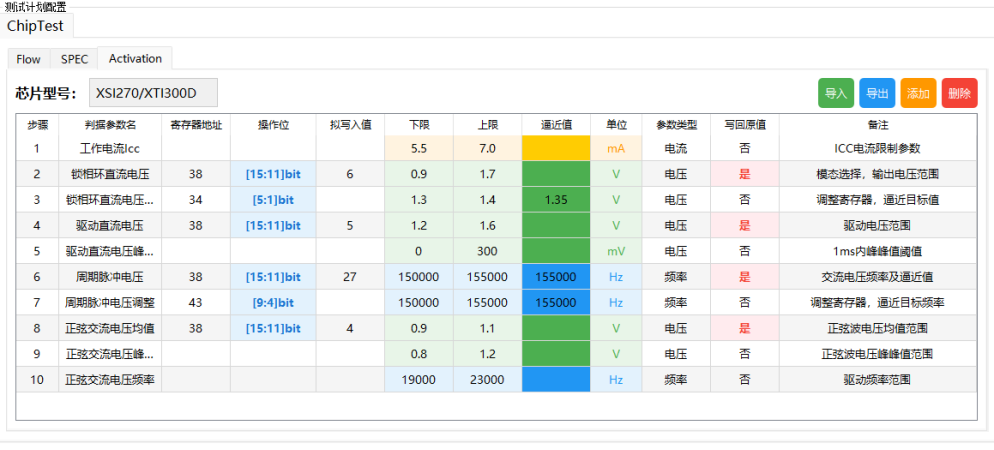 测试计划配置
ChipTest
Flow SPEC Activation
芯片型号： XSI270/XTI300D 导入 导出 添加 删除
步骤 判据参数名 寄存器地址 操作位 拟写入值 下限 上限 逼近值 单位 参数类型 写回原值 备注
1 工作电流Icc 5.5 7.0 mA 电流 否 ICC电流限制参数
2 锁相环直流电压 38 [15:11]bit 6 0.9 1.7 V 电压 是 模态选择，输出电压范围
3 锁相环直流电压... 34 [5:1]bit 1.3 1.4 1.35 V 电压 否 调整寄存器，逼近目标值
4 驱动直流电压 38 [15:11]bit 5 1.2 1.6 V 电压 是 驱动电压范围
5 驱动直流电压峰... 0 300 mV 电压 否 1ms内峰峰值阈值
6 周期脉冲电压 38 [15:11]bit 27 150000 155000 155000 Hz 频率 是 交流电压频率及逼近值
7 周期脉冲电压调整 43 [9:4]bit 150000 155000 155000 Hz 频率 否 调整寄存器，逼近目标频率
8 正弦交流电压均值 38 [15:11]bit 4 0.9 1.1 V 电压 是 正弦波电压均值范围
9 正弦交流电压峰... 0.8 1.2 V 电压 否 正弦波电压峰峰值范围
10 正弦交流电压频率 19000 23000 Hz 频率 否 驱动频率范围